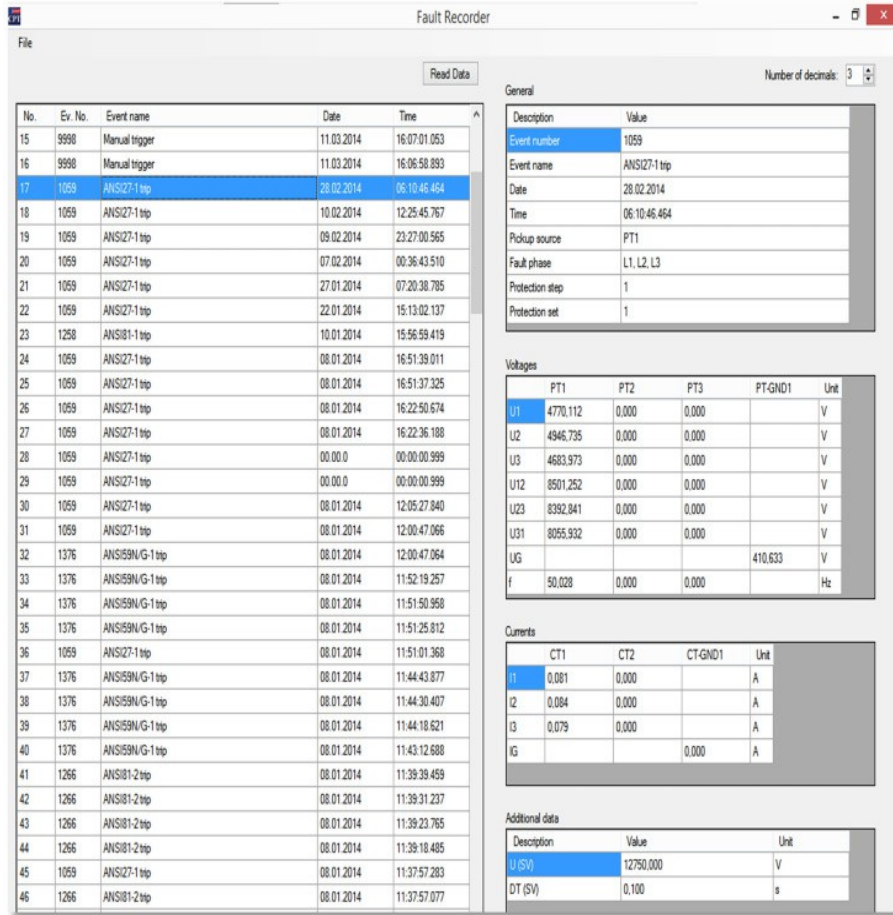 CPT
Fault Recorder
File
Read Data
Number of decimals: 3
No. Ev. No. Event name Date Time
15 9998 Manual trigger 11.03.2014 16:07:01.053
16 9998 Manual trigger 11.03.2014 16:06:58.893
17 1059 ANSI27-1 trip 28.02.2014 06:10:46.464
18 1059 ANSI27-1 trip 10.02.2014 12:25:45.767
19 1059 ANSI27-1 trip 09.02.2014 23:27:00.565
20 1059 ANSI27-1 trip 07.02.2014 00:36:43.510
21 1059 ANSI27-1 trip 27.01.2014 07:20:38.785
22 1059 ANSI27-1 trip 22.01.2014 15:13:02.137
23 1258 ANSI81-1 trip 10.01.2014 15:56:59.419
24 1059 ANSI27-1 trip 08.01.2014 16:51:39.011
25 1059 ANSI27-1 trip 08.01.2014 16:51:37.325
26 1059 ANSI27-1 trip 08.01.2014 16:22:50.674
27 1059 ANSI27-1 trip 08.01.2014 16:22:36.188
28 1059 ANSI27-1 trip 00.00.0 00:00:00.999
29 1059 ANSI27-1 trip 00.00.0 00:00:00.999
30 1059 ANSI27-1 trip 08.01.2014 12:05:27.840
31 1059 ANSI27-1 trip 08.01.2014 12:00:47.066
32 1376 ANSI59N/G-1 trip 08.01.2014 12:00:47.064
33 1376 ANSI59N/G-1 trip 08.01.2014 11:52:19.257
34 1376 ANSI59N/G-1 trip 08.01.2014 11:51:50.958
35 1376 ANSI59N/G-1 trip 08.01.2014 11:51:25.812
36 1059 ANSI27-1 trip 08.01.2014 11:51:01.368
37 1376 ANSI59N/G-1 trip 08.01.2014 11:44:43.877
38 1376 ANSI59N/G-1 trip 08.01.2014 11:44:30.407
39 1376 ANSI59N/G-1 trip 08.01.2014 11:44:18.621
40 1376 ANSI59N/G-1 trip 08.01.2014 11:43:12.688
41 1266 ANSI81-2 trip 08.01.2014 11:39:39.459
42 1266 ANSI81-2 trip 08.01.2014 11:39:31.237
43 1266 ANSI81-2 trip 08.01.2014 11:39:23.765
44 1266 ANSI81-2 trip 08.01.2014 11:39:18.485
45 1059 ANSI27-1 trip 08.01.2014 11:37:57.283
46 1266 ANSI81-2 trip 08.01.2014 11:37:57.077
General
Description Value
Event number 1059
Event name ANSI27-1 trip
Date 28.02.2014
Time 06:10:46.464
Pickup source PT1
Fault phase L1, L2, L3
Protection step 1
Protection set 1
Voltages
PT1 PT2 PT3 PT-GND1 Unit
U1 4770,112 0,000 0,000 V
U2 4946,735 0,000 0,000 V
U3 4683,973 0,000 0,000 V
U12 8501,252 0,000 0,000 V
U23 8392,841 0,000 0,000 V
U31 8055,932 0,000 0,000 V
UG 410,633 V
f 50,028 0,000 0,000 Hz
Currents
CT1 CT2 CT-GND1 Unit
I1 0,081 0,000 A
I2 0,084 0,000 A
I3 0,079 0,000 A
IG 0,000 A
Additional data
Description Value Unit
U (SV) 12750,000 V
DT (SV) 0,100 s